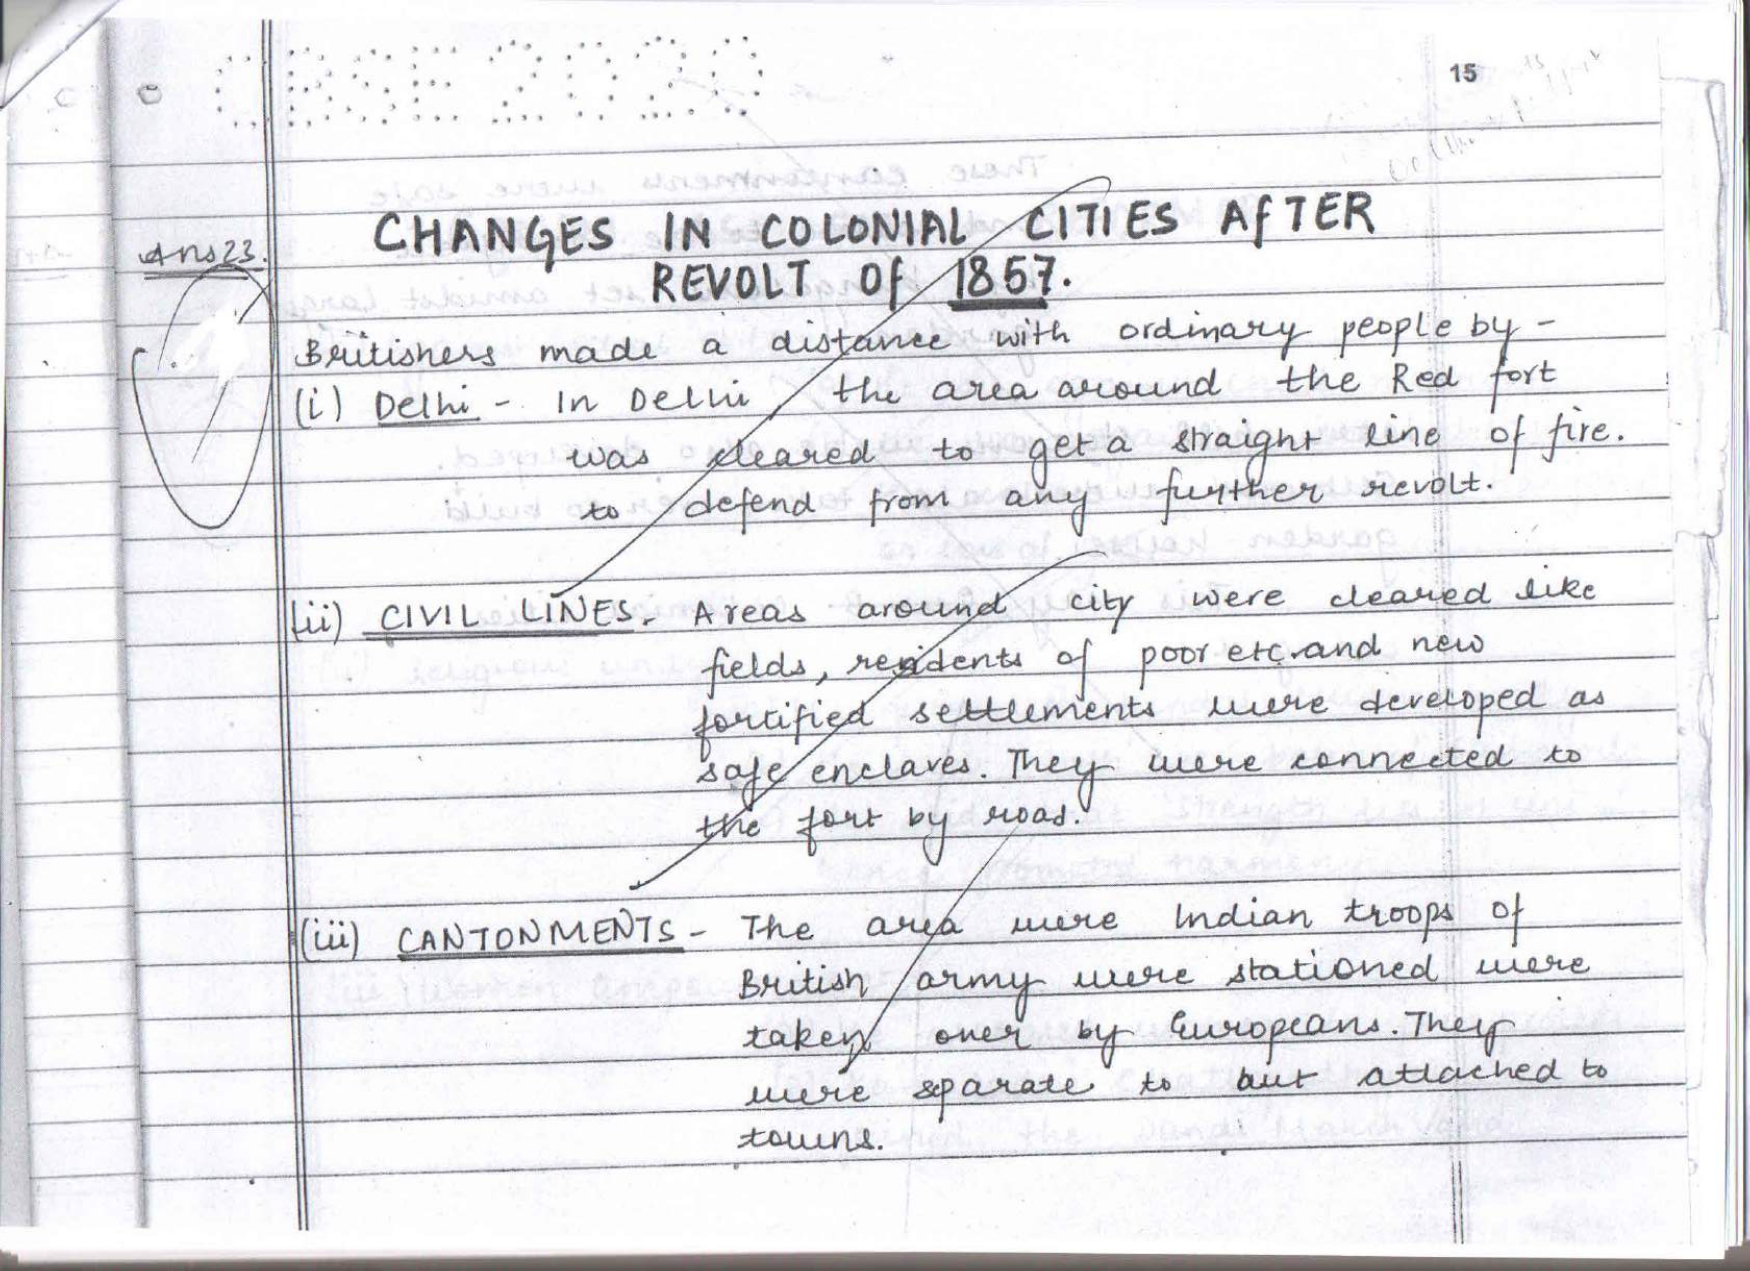 CBSE 2020
15
Ans 23.
CHANGES IN COLONIAL CITIES AFTER
REVOLT OF 1857.
Britishers made a distance with ordinary people by -
(i) Delhi - In Delhi, the area around the Red fort
was cleared to get a straight line of fire.
to defend from any further revolt.
(ii) CIVIL LINES - Areas around city were cleared like
fields, residents of poor etc. and new
fortified settlements were developed as
safe enclaves. They were connected to
the fort by road.
(iii) CANTONMENTS - The area were Indian troops of
British army were stationed were
taken over by Europeans. They
were separate to but attached to
towns.